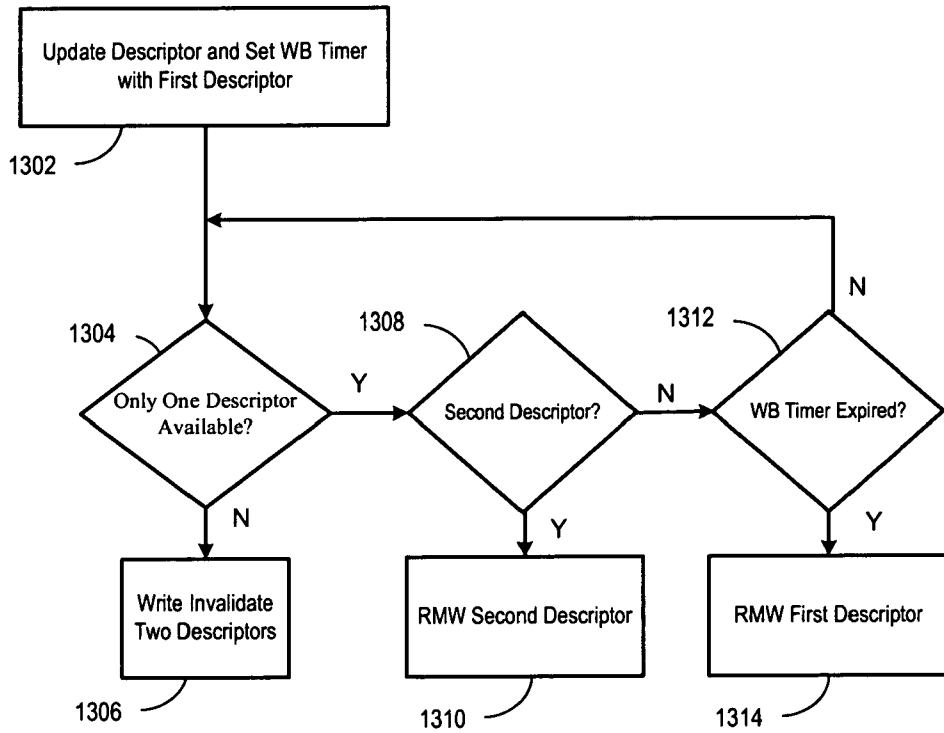 Update Descriptor and Set WB Timer
with First Descriptor
1302
N
1304
1308
1312
Only One Descriptor
Available?
Y
Second Descriptor?
N
WB Timer Expired?
N
Y
Y
Write Invalidate
Two Descriptors
RMW Second Descriptor
RMW First Descriptor
1306
1310
1314